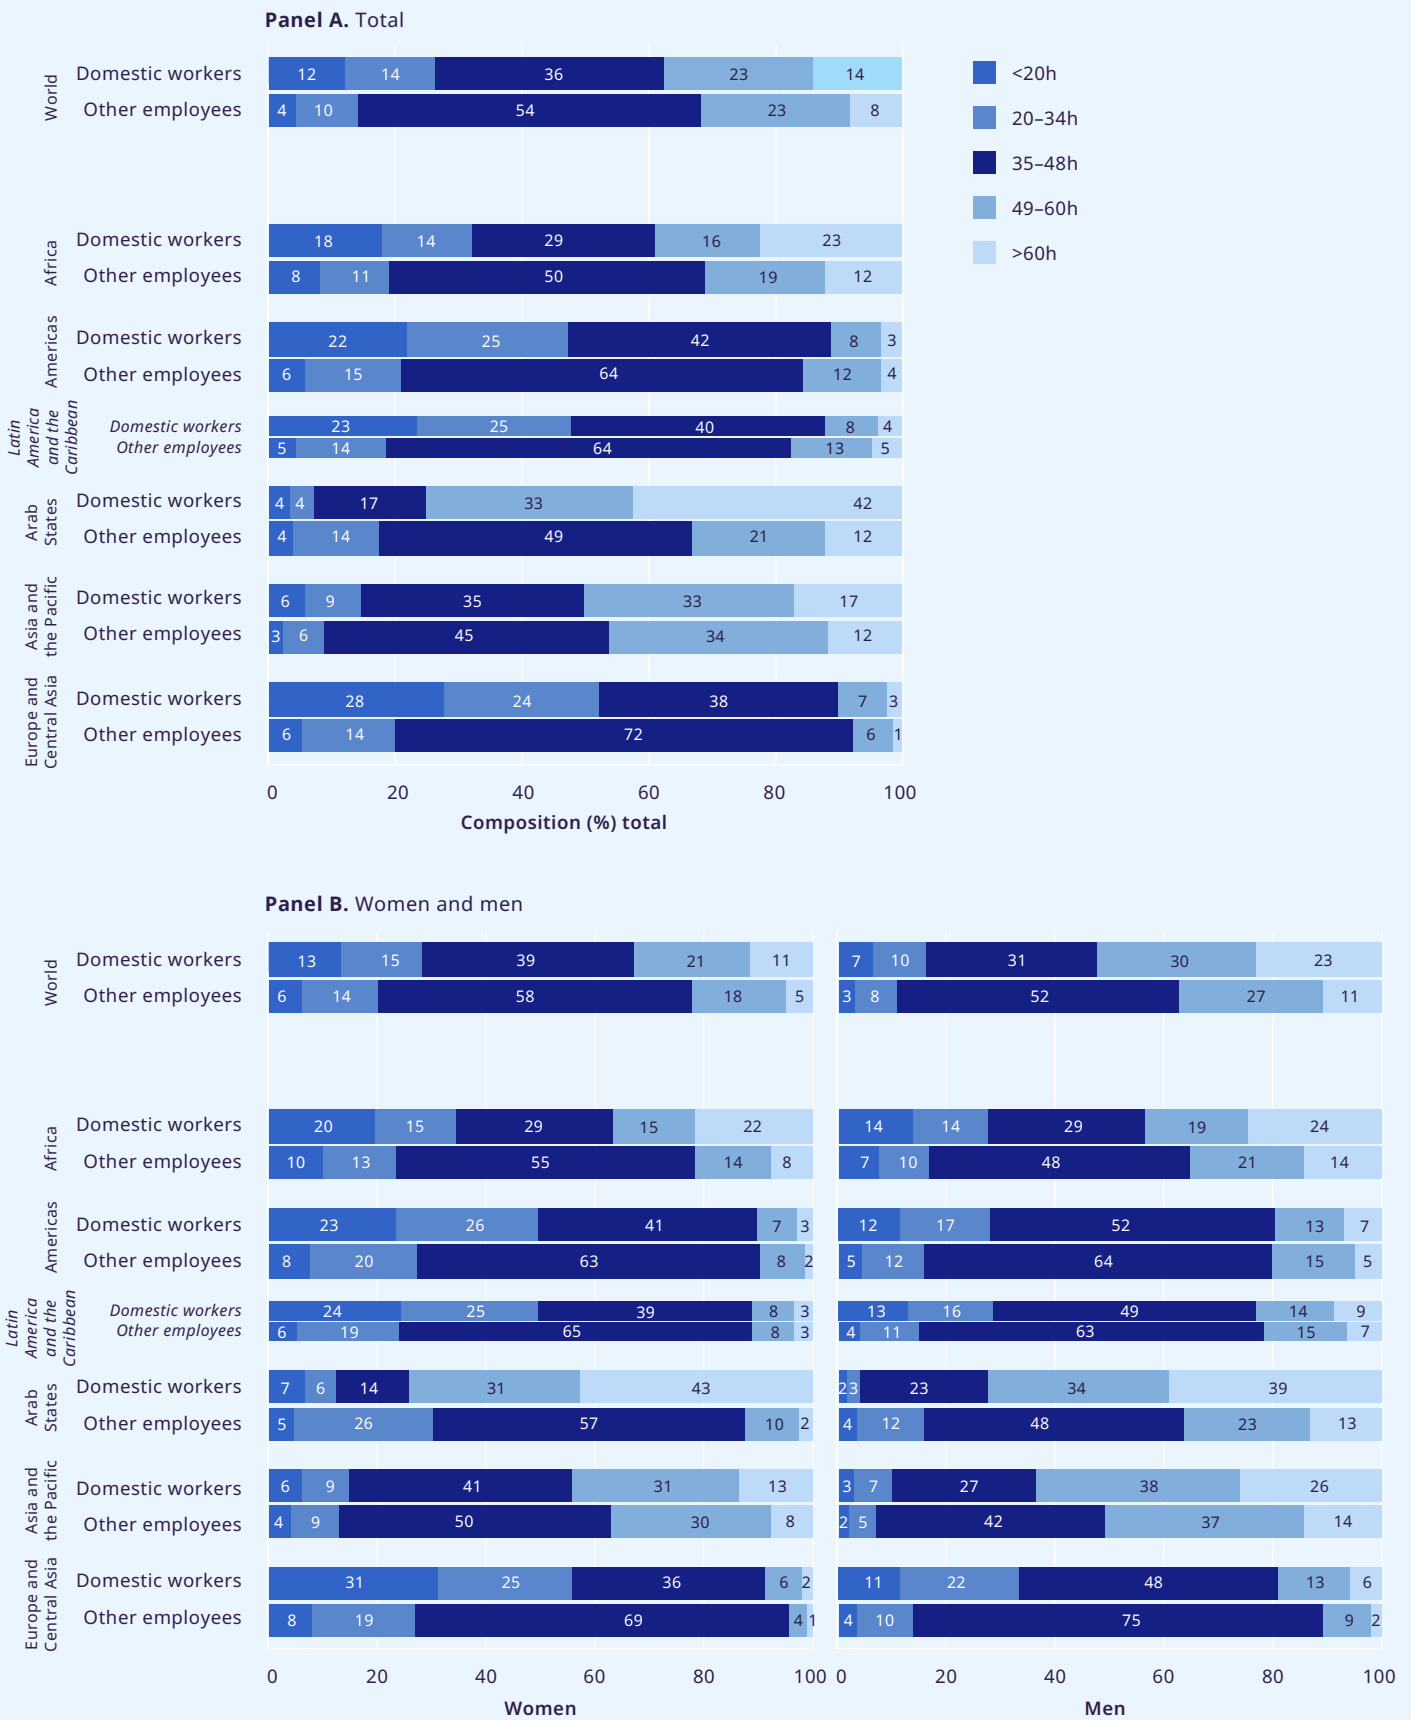 Panel A. Total
World
Domestic workers 12 14 36 23 14
Other employees 4 10 54 23 8
Africa
Domestic workers 18 14 29 16 23
Other employees 8 11 50 19 12
Americas
Domestic workers 22 25 42 8 3
Other employees 6 15 64 12 4
Latin
America
and the
Caribbean
Domestic workers 23 25 40 8 4
Other employees 5 14 64 13 5
Arab
States
Domestic workers 4 4 17 33 42
Other employees 4 14 49 21 12
Asia and
the Pacific
Domestic workers 6 9 35 33 17
Other employees 3 6 45 34 12
Europe and
Central Asia
Domestic workers 28 24 38 7 3
Other employees 6 14 72 6 1
0 20 40 60 80 100
Composition (%) total
<20h
20–34h
35–48h
49–60h
>60h
Panel B. Women and men
World
Domestic workers 13 15 39 21 11 7 10 31 30 23
Other employees 6 14 58 18 5 3 8 52 27 11
Africa
Domestic workers 20 15 29 15 22 14 14 29 19 24
Other employees 10 13 55 14 8 7 10 48 21 14
Americas
Domestic workers 23 26 41 7 3 12 17 52 13 7
Other employees 8 20 63 8 2 5 12 64 15 5
Latin
America
and the
Caribbean
Domestic workers 24 25 39 8 3 13 16 49 14 9
Other employees 6 19 65 8 3 4 11 63 15 7
Arab
States
Domestic workers 7 6 14 31 43 2 3 23 34 39
Other employees 5 26 57 10 2 4 12 48 23 13
Asia and
the Pacific
Domestic workers 6 9 41 31 13 3 7 27 38 26
Other employees 4 9 50 30 8 2 5 42 37 14
Europe and
Central Asia
Domestic workers 31 25 36 6 2 11 22 48 13 6
Other employees 8 19 69 4 1 4 10 75 9 2
0 20 40 60 80 100 0 20 40 60 80 100
Women Men